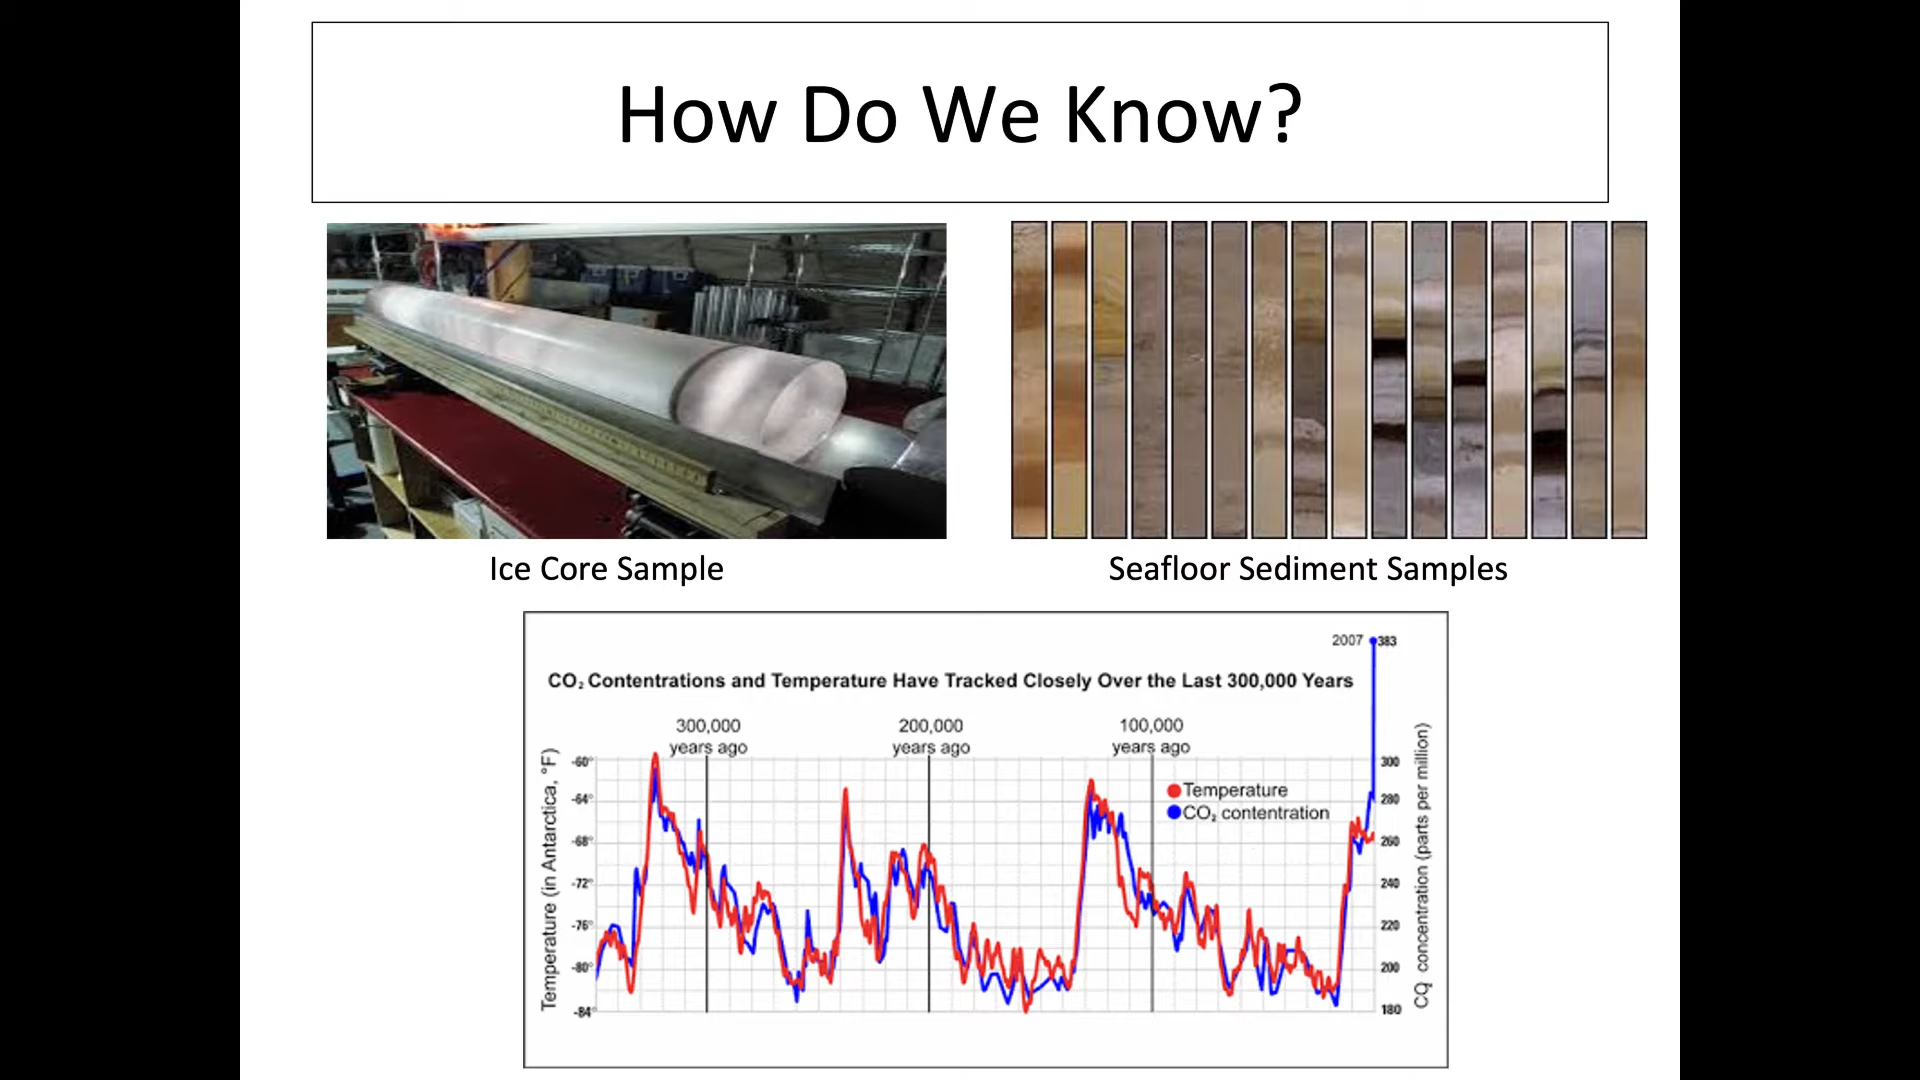 How Do We Know?
Ice Core Sample
Seafloor Sediment Samples
2007 383
CO₂ Contentrations and Temperature Have Tracked Closely Over the Last 300,000 Years
300,000 years ago
200,000 years ago
100,000 years ago
Temperature (in Antarctica, °F)
-60°
-64°
-68°
-72°
-76°
-80°
-84°
Temperature
CO₂ contentration
300
280
260
240
220
200
180
CO₂ concentration (parts per million)